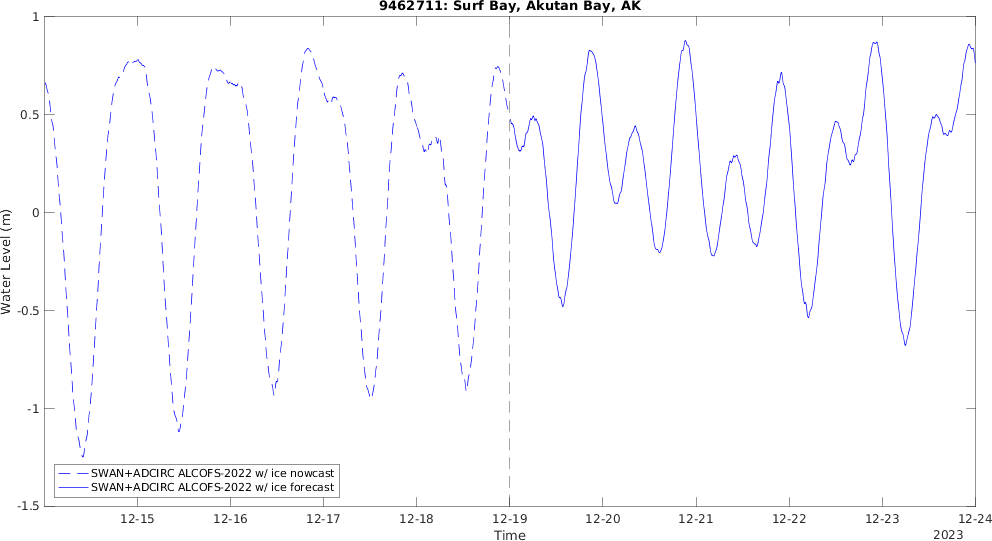 9462711: Surf Bay, Akutan Bay, AK
Water Level (m)
1
0.5
0
-0.5
-1
-1.5
SWAN+ADCIRC ALCOFS-2022 w/ ice nowcast
SWAN+ADCIRC ALCOFS-2022 w/ ice forecast
12-15 12-16 12-17 12-18 12-19 12-20 12-21 12-22 12-23 12-24
Time
2023